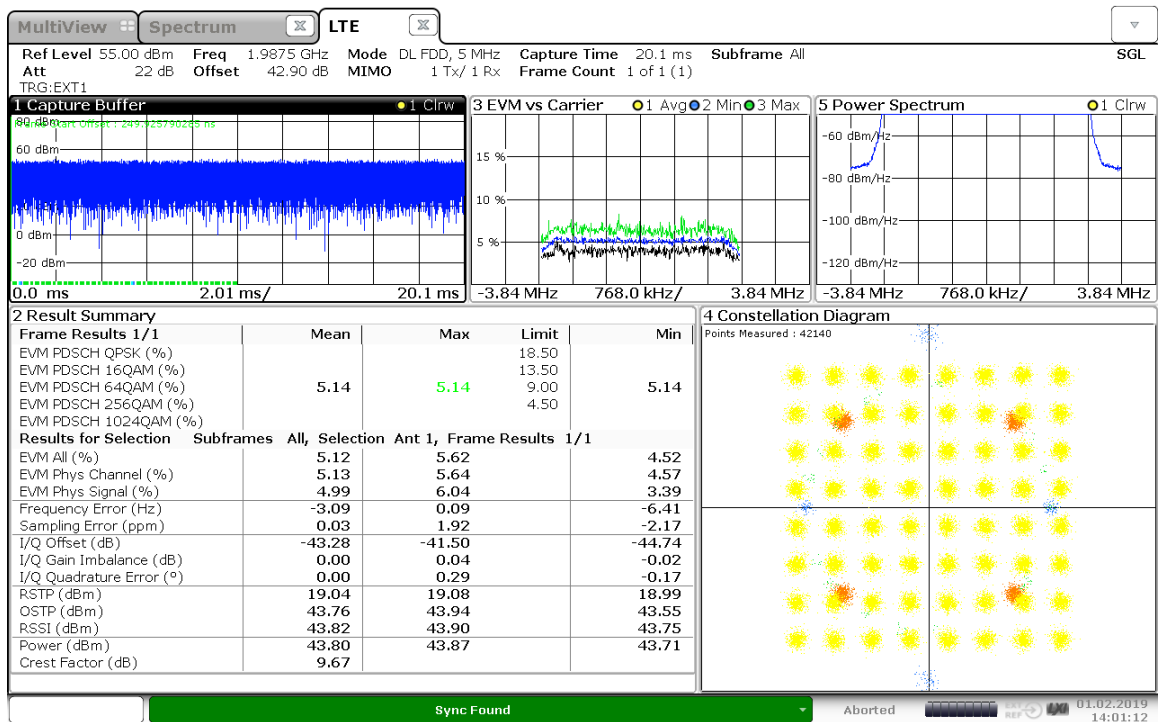 MultiView Spectrum X LTE X
Ref Level 55.00 dBm Freq 1.9875 GHz Mode DL FDD, 5 MHz Capture Time 20.1 ms Subframe All SGL
Att 22 dB Offset 42.90 dB MIMO 1 Tx/ 1 Rx Frame Count 1 of 1 (1)
TRG:EXT1
1 Capture Buffer 1 Clrw
80 dBm
Frame Start Offset : 249.925790265 ns
60 dBm
0 dBm
-20 dBm
0.0 ms 2.01 ms/ 20.1 ms
3 EVM vs Carrier 1 Avg 2 Min 3 Max
15 %
10 %
5 %
-3.84 MHz 768.0 kHz/ 3.84 MHz
5 Power Spectrum 1 Clrw
-60 dBm/Hz
-80 dBm/Hz
-100 dBm/Hz
-120 dBm/Hz
-3.84 MHz 768.0 kHz/ 3.84 MHz
2 Result Summary
Frame Results 1/1 Mean Max Limit Min
EVM PDSCH QPSK (%) 18.50
EVM PDSCH 16QAM (%) 13.50
EVM PDSCH 64QAM (%) 5.14 5.14 9.00 5.14
EVM PDSCH 256QAM (%) 4.50
EVM PDSCH 1024QAM (%)
Results for Selection Subframes All, Selection Ant 1, Frame Results 1/1
EVM All (%) 5.12 5.62 4.52
EVM Phys Channel (%) 5.13 5.64 4.57
EVM Phys Signal (%) 4.99 6.04 3.39
Frequency Error (Hz) -3.09 0.09 -6.41
Sampling Error (ppm) 0.03 1.92 -2.17
I/Q Offset (dB) -43.28 -41.50 -44.74
I/Q Gain Imbalance (dB) 0.00 0.04 -0.02
I/Q Quadrature Error (º) 0.00 0.29 -0.17
RSTP (dBm) 19.04 19.08 18.99
OSTP (dBm) 43.76 43.94 43.55
RSSI (dBm) 43.82 43.90 43.75
Power (dBm) 43.80 43.87 43.71
Crest Factor (dB) 9.67
4 Constellation Diagram
Points Measured : 42140
Sync Found
Aborted
EXT
REF
LXI
01.02.2019
14:01:12